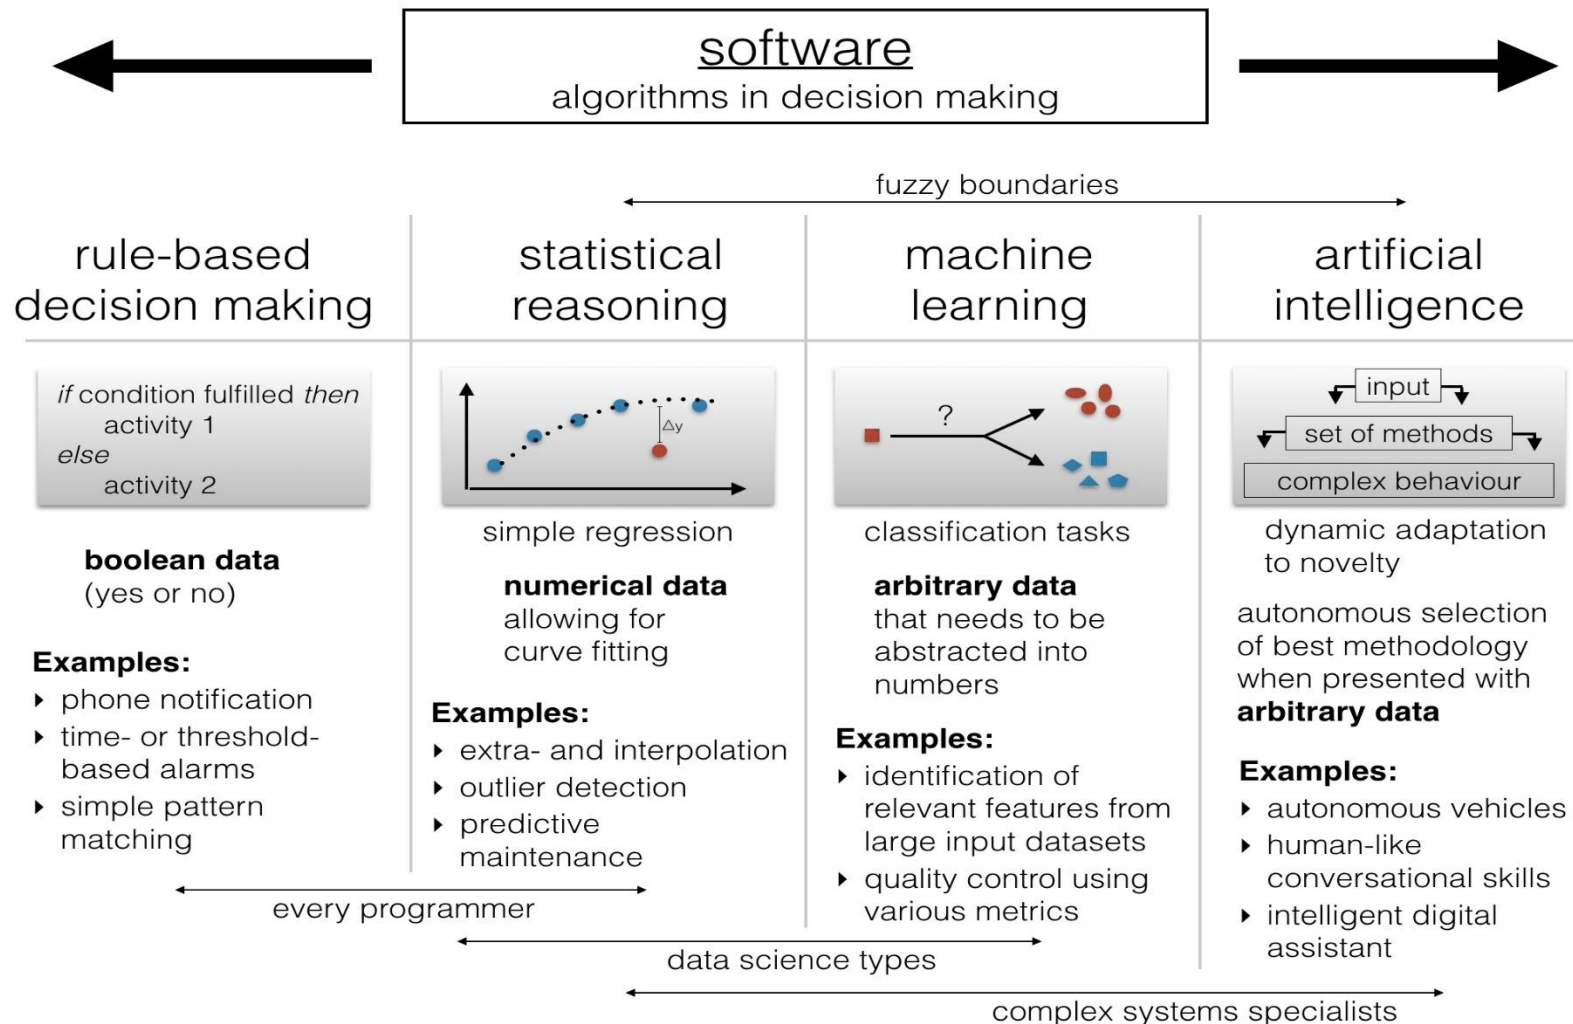 software
algorithms in decision making
fuzzy boundaries
rule-based
decision making
if condition fulfilled then
activity 1
else
activity 2
boolean data
(yes or no)
Examples:
‣ phone notification
‣ time- or threshold-
based alarms
‣ simple pattern
matching
statistical
reasoning
Δy
simple regression
numerical data
allowing for
curve fitting
Examples:
‣ extra- and interpolation
‣ outlier detection
‣ predictive
maintenance
machine
learning
?
classification tasks
arbitrary data
that needs to be
abstracted into
numbers
Examples:
‣ identification of
relevant features from
large input datasets
‣ quality control using
various metrics
artificial
intelligence
input
set of methods
complex behaviour
dynamic adaptation
to novelty
autonomous selection
of best methodology
when presented with
arbitrary data
Examples:
‣ autonomous vehicles
‣ human-like
conversational skills
‣ intelligent digital
assistant
every programmer
data science types
complex systems specialists